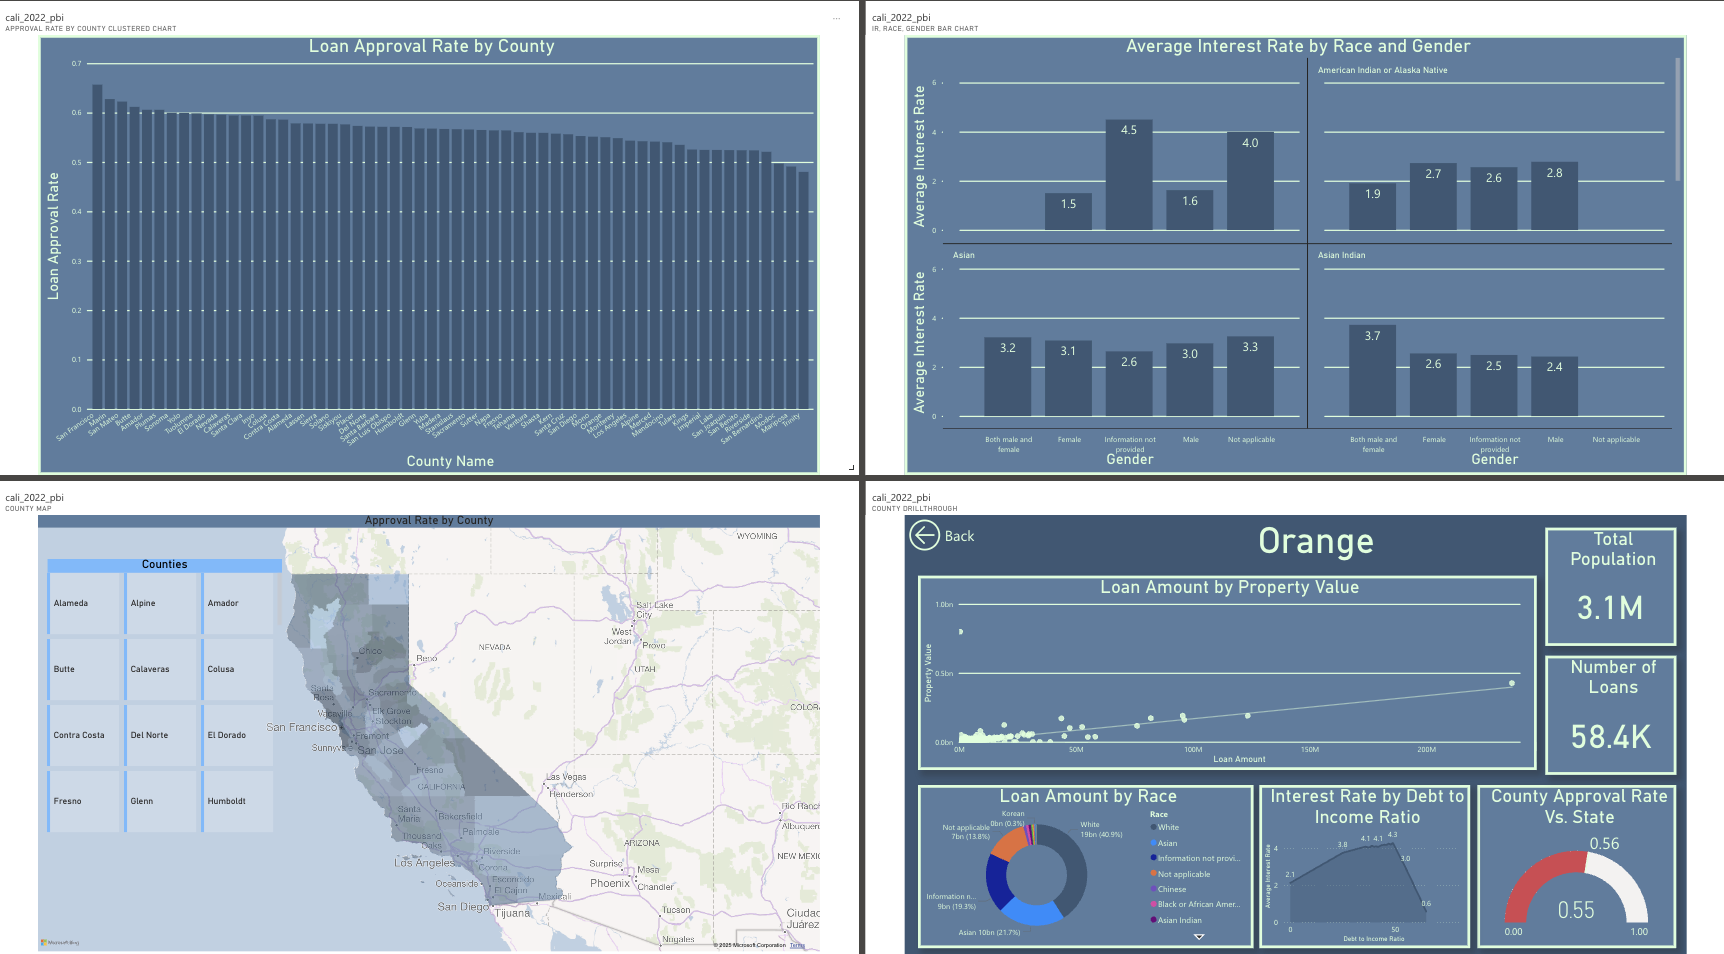 cali_2022_pbi
APPROVAL RATE BY COUNTY CLUSTERED CHART
...
Loan Approval Rate by County
Loan Approval Rate
0.7
0.6
0.5
0.4
0.3
0.2
0.1
0.0
San Francisco
Marin
San Mateo
Butte
Amador
Plumas
Sonoma
Yolo
Tuolumne
El Dorado
Nevada
Calaveras
Santa Clara
Inyo
Colusa
Contra Costa
Alameda
Lassen
Sierra
Solano
Siskiyou
Placer
Del Norte
Santa Barbara
San Luis Obispo
Humboldt
Glenn
Yuba
Madera
Stanislaus
Sacramento
Sutter
Napa
Fresno
Tehama
Ventura
Shasta
Kern
Santa Cruz
San Diego
Mono
Orange
Monterey
Los Angeles
Alpine
Merced
Mendocino
Tulare
Kings
Imperial
Lake
San Joaquin
San Benito
Riverside
San Bernardino
Modoc
Mariposa
Trinity
County Name
cali_2022_pbi
IR, RACE, GENDER BAR CHART
Average Interest Rate by Race and Gender
Average Interest Rate
6
4
2
0
1.5
4.5
1.6
4.0
American Indian or Alaska Native
1.9
2.7
2.6
2.8
Average Interest Rate
Asian
6
4
2
0
3.2
3.1
2.6
3.0
3.3
Asian Indian
3.7
2.6
2.5
2.4
Both male and female
Female
Information not provided
Male
Not applicable
Gender
Both male and female
Female
Information not provided
Male
Not applicable
Gender
cali_2022_pbi
COUNTY MAP
Approval Rate by County
Counties
Alameda
Alpine
Amador
Butte
Calaveras
Colusa
Contra Costa
Del Norte
El Dorado
Fresno
Glenn
Humboldt
WYOMING
Salt Lake City
West Jordan
Provo
NEVADA
UTAH
Reno
Chico
Santa Rosa
Sacramento
Vacaville
Elk Grove
Stockton
San Francisco
Fremont
Sunnyva
San Jose
COLOR
Fresno
CALIFORNIA
Las Vegas
Henderson
Santa Maria
Bakersfield
Palmdale
Thousand Oaks
Riverside
Los Angeles
Corona
Oceanside
Escondido
El Cajon
San Diego
Mexicali
Tijuana
Rio Ranch
Albuquer
ARIZONA
NEW MEXIC
Surprise
Mesa
Phoenix
Chandler
Tucson
Nogales
Ciudad Juárez
Microsoft Bing
© 2025 Microsoft Corporation Terms
cali_2022_pbi
COUNTY DRILLTHROUGH
Back
Orange
Total Population
3.1M
Loan Amount by Property Value
Property Value
1.0bn
0.5bn
0.0bn
0M
50M
100M
150M
200M
Loan Amount
Number of Loans
58.4K
Loan Amount by Race
Korean
0bn (0.3%)
Not applicable
7bn (13.8%)
White
19bn (40.9%)
Information n...
9bn (19.3%)
Asian 10bn (21.7%)
Race
White
Asian
Information not provi...
Not applicable
Chinese
Black or African Amer...
Asian Indian
Interest Rate by Debt to Income Ratio
Average Interest Rate
4
2
0
2.1
3.8
4.1
4.1
4.3
3.0
0.6
0
50
Debt to Income Ratio
County Approval Rate Vs. State
0.56
0.55
0.00
1.00